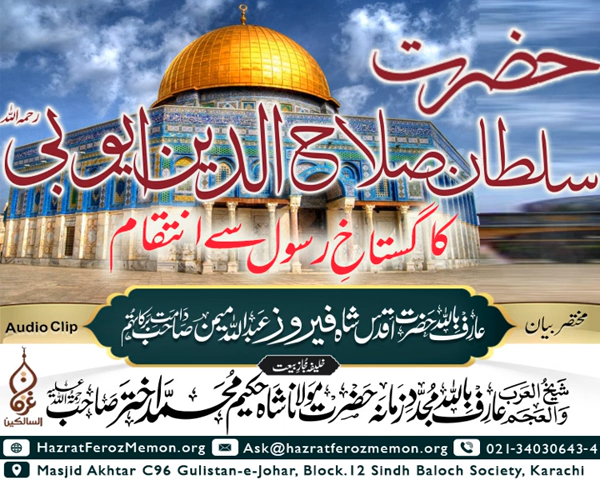 حضرت
سلطان صلاح الدین ایوبی رحمہ اللہ
کا گستاخِ رسول سے انتقام
مختصر بیان
عارف باللہ حضرت اقدس شاہ فیروز عبد اللہ میمن صاحب دامت برکاتہم
Audio Clip
خلیفہ مجاز بیعت
شیخ العرب والعجم عارف باللہ مجدد زمانہ حضرت مولانا شاہ حکیم محمد اختر صاحب رحمۃ اللہ علیہ
غرفۃ السالکین
HazratFerozMemon.org Ask@hazratferozmemon.org 021-34030643-4
Masjid Akhtar C96 Gulistan-e-Johar, Block.12 Sindh Baloch Society, Karachi